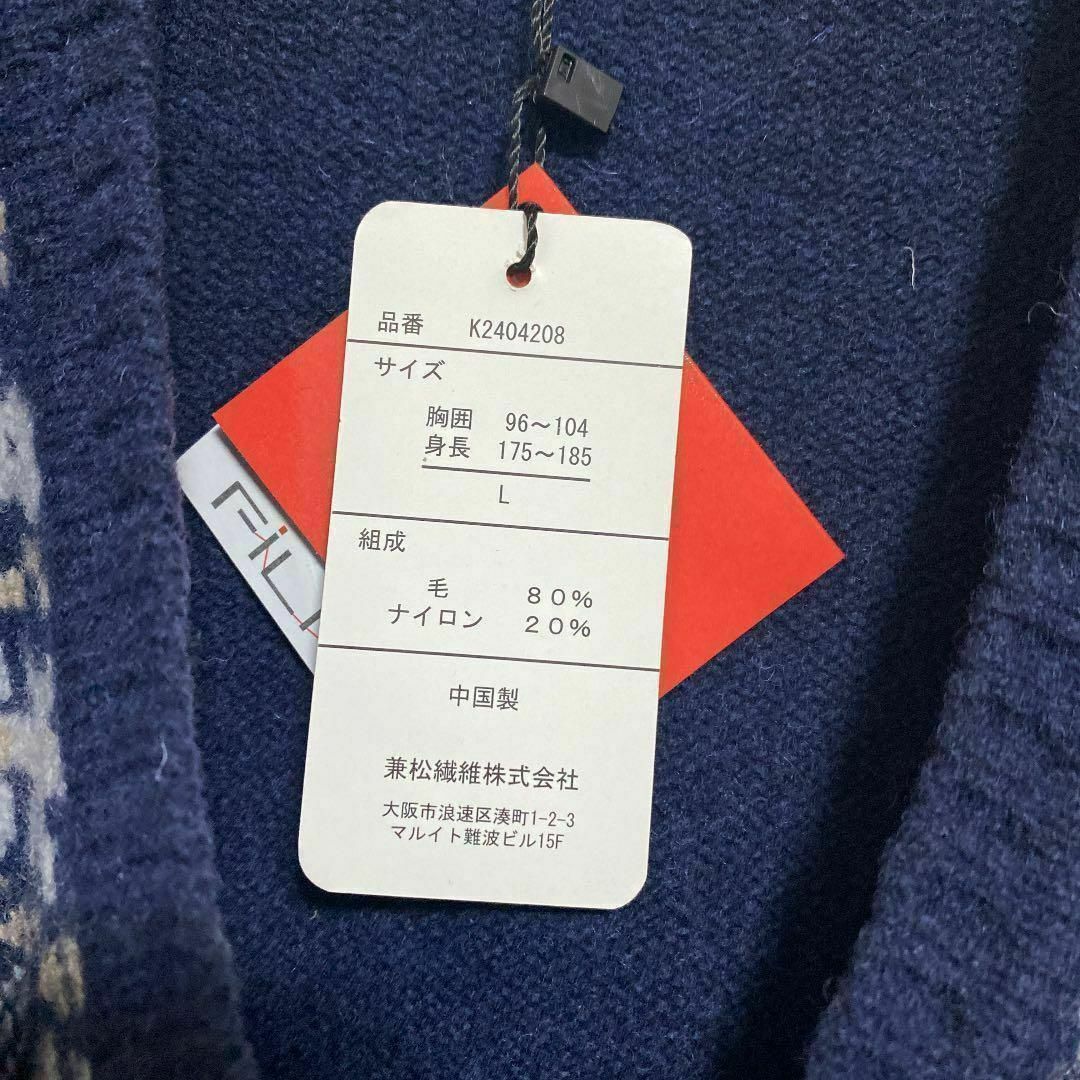 品番 K2404208
サイズ
胸囲 96～104
身長 175～185
L
組成
毛 80%
ナイロン 20%
中国製
兼松繊維株式会社
大阪市浪速区湊町1-2-3
マルイト難波ビル15F